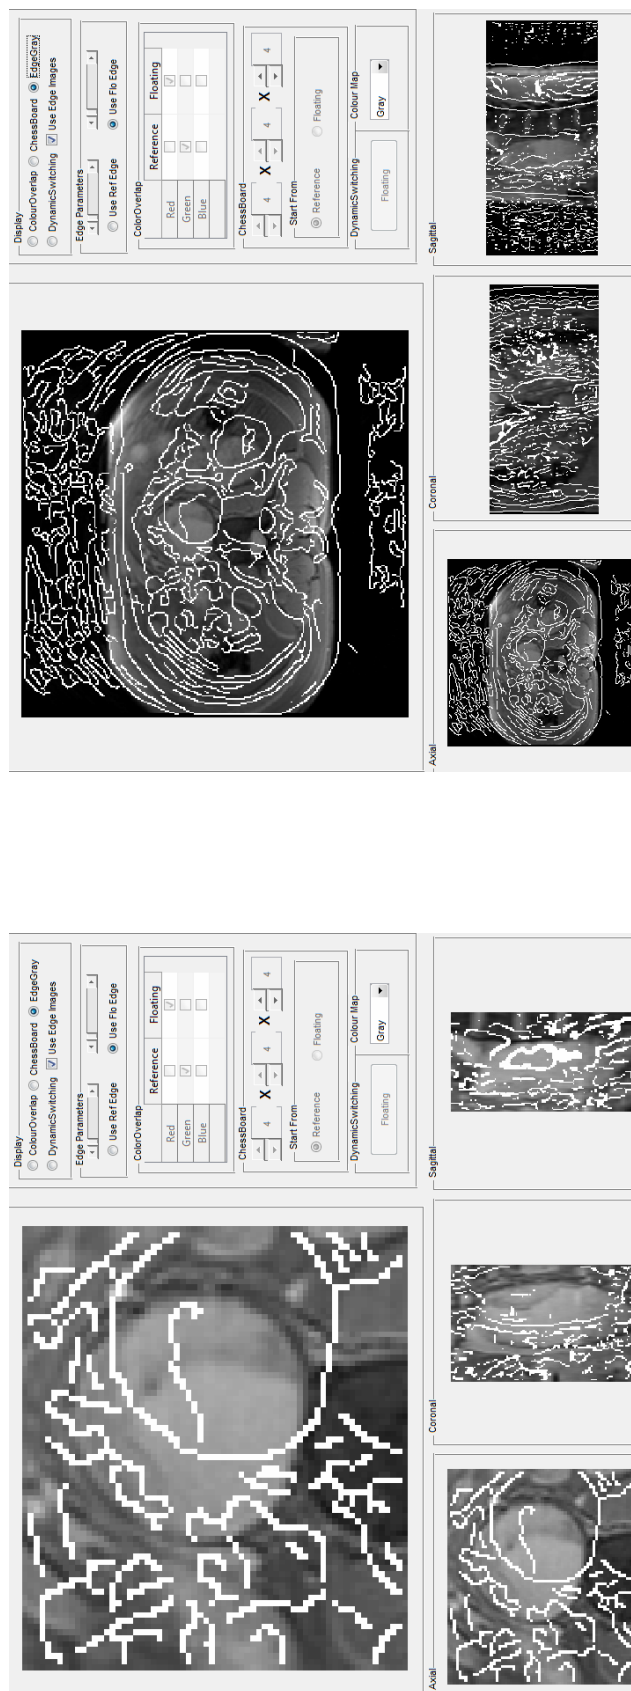 Display
ColourOverlap ChessBoard EdgeGray
DynamicSwitching Use Edge Images
Edge Parameters
Use Ref Edge Use Flo Edge
ColorOverlap
Reference Floating
Red
Green
Blue
ChessBoard
4 X 4 X 4
Start From
Reference Floating
DynamicSwitching Colour Map
Floating Gray
Axial Coronal Sagittal
Display
ColourOverlap ChessBoard EdgeGray
DynamicSwitching Use Edge Images
Edge Parameters
Use Ref Edge Use Flo Edge
ColorOverlap
Reference Floating
Red
Green
Blue
ChessBoard
4 X 4 X 4
Start From
Reference Floating
DynamicSwitching Colour Map
Floating Gray
Axial Coronal Sagittal